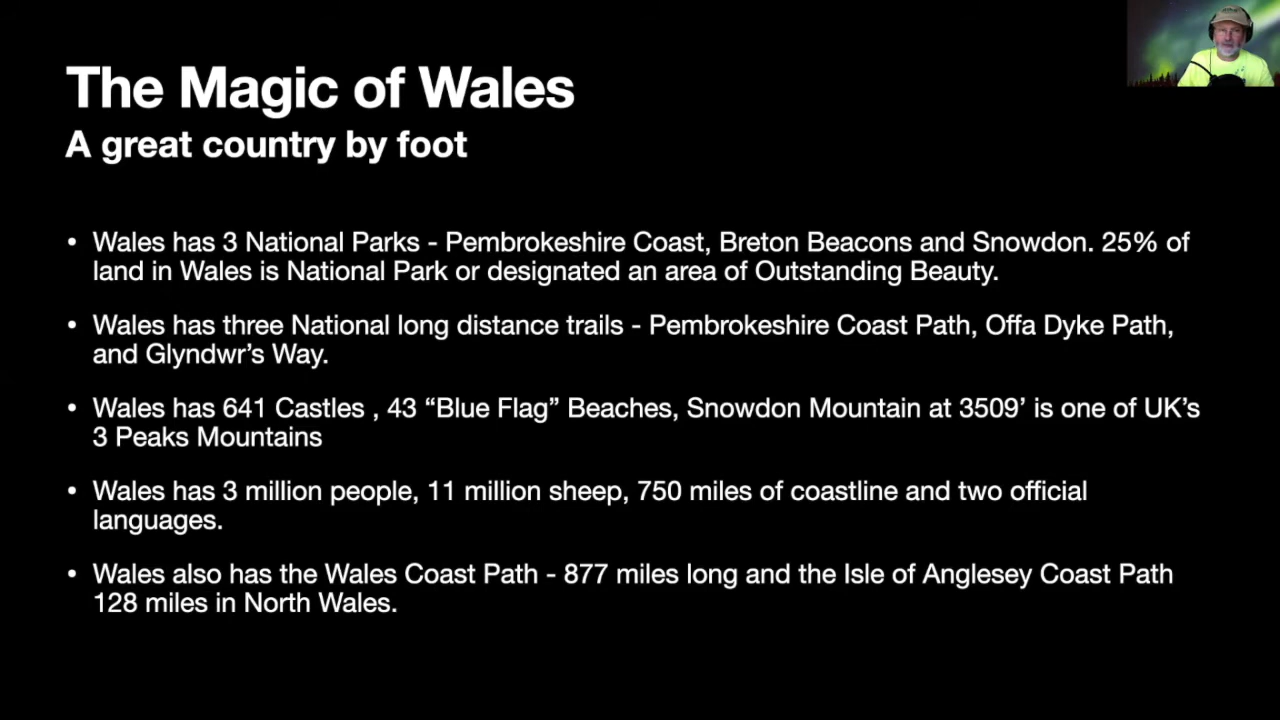 The Magic of Wales
A great country by foot
• Wales has 3 National Parks - Pembrokeshire Coast, Breton Beacons and Snowdon. 25% of
land in Wales is National Park or designated an area of Outstanding Beauty.
• Wales has three National long distance trails - Pembrokeshire Coast Path, Offa Dyke Path,
and Glyndwr’s Way.
• Wales has 641 Castles , 43 “Blue Flag” Beaches, Snowdon Mountain at 3509’ is one of UK’s
3 Peaks Mountains
• Wales has 3 million people, 11 million sheep, 750 miles of coastline and two official
languages.
• Wales also has the Wales Coast Path - 877 miles long and the Isle of Anglesey Coast Path
128 miles in North Wales.